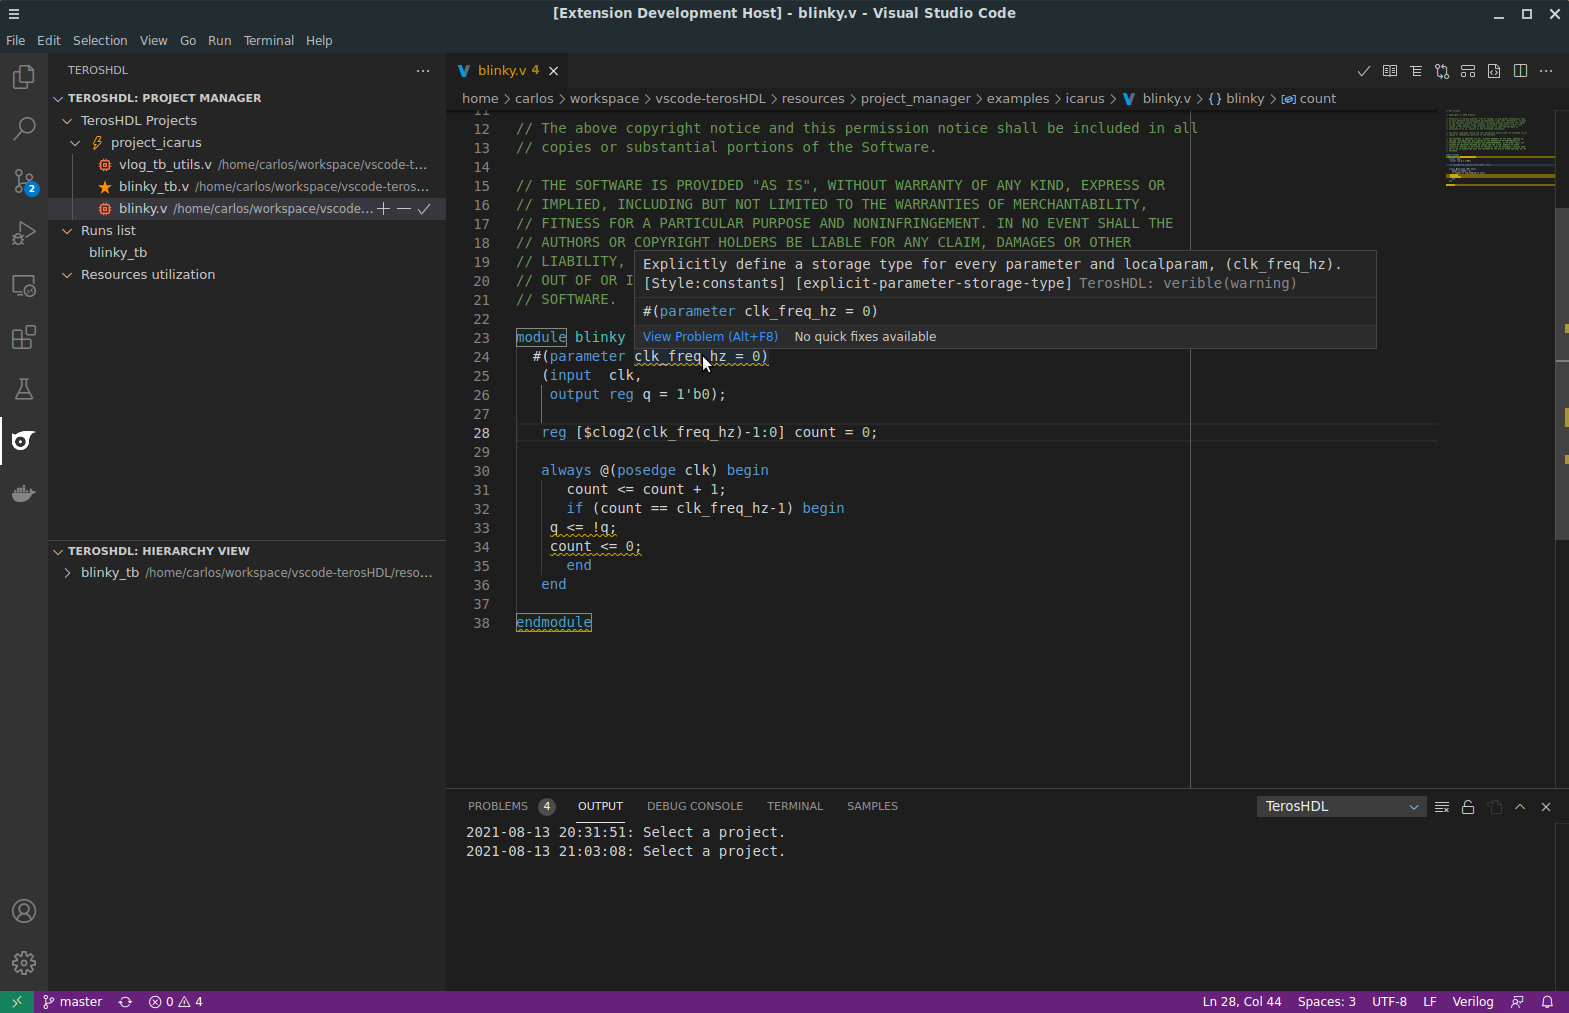 [Extension Development Host] - blinky.v - Visual Studio Code
File Edit Selection View Go Run Terminal Help
TEROSHDL
TEROSHDL: PROJECT MANAGER
TerosHDL Projects
project_icarus
vlog_tb_utils.v /home/carlos/workspace/vscode-t...
blinky_tb.v /home/carlos/workspace/vscode-teros...
blinky.v /home/carlos/workspace/vscode...
Runs list
blinky_tb
Resources utilization
2
TEROSHDL: HIERARCHY VIEW
blinky_tb /home/carlos/workspace/vscode-terosHDL/reso...
blinky.v 4
home > carlos > workspace > vscode-terosHDL > resources > project_manager > examples > icarus > blinky.v > {} blinky > count
11
12 // The above copyright notice and this permission notice shall be included in all
13 // copies or substantial portions of the Software.
14
15 // THE SOFTWARE IS PROVIDED "AS IS", WITHOUT WARRANTY OF ANY KIND, EXPRESS OR
16 // IMPLIED, INCLUDING BUT NOT LIMITED TO THE WARRANTIES OF MERCHANTABILITY,
17 // FITNESS FOR A PARTICULAR PURPOSE AND NONINFRINGEMENT. IN NO EVENT SHALL THE
18 // AUTHORS OR COPYRIGHT HOLDERS BE LIABLE FOR ANY CLAIM, DAMAGES OR OTHER
19 // LIABILITY,
20 // OUT OF OR I
21 // SOFTWARE.
22
Explicitly define a storage type for every parameter and localparam, (clk_freq_hz).
[Style:constants] [explicit-parameter-storage-type] TerosHDL: verible(warning)
#(parameter clk_freq_hz = 0)
View Problem (Alt+F8) No quick fixes available
23 module blinky
24 #(parameter clk_freq_hz = 0)
25 (input  clk,
26 output reg q = 1'b0);
27
28 reg [$clog2(clk_freq_hz)-1:0] count = 0;
29
30 always @(posedge clk) begin
31 count <= count + 1;
32 if (count == clk_freq_hz-1) begin
33 q <= !q;
34 count <= 0;
35 end
36 end
37
38 endmodule
PROBLEMS 4 OUTPUT DEBUG CONSOLE TERMINAL SAMPLES TerosHDL
2021-08-13 20:31:51: Select a project.
2021-08-13 21:03:08: Select a project.
master 0 4 Ln 28, Col 44 Spaces: 3 UTF-8 LF Verilog